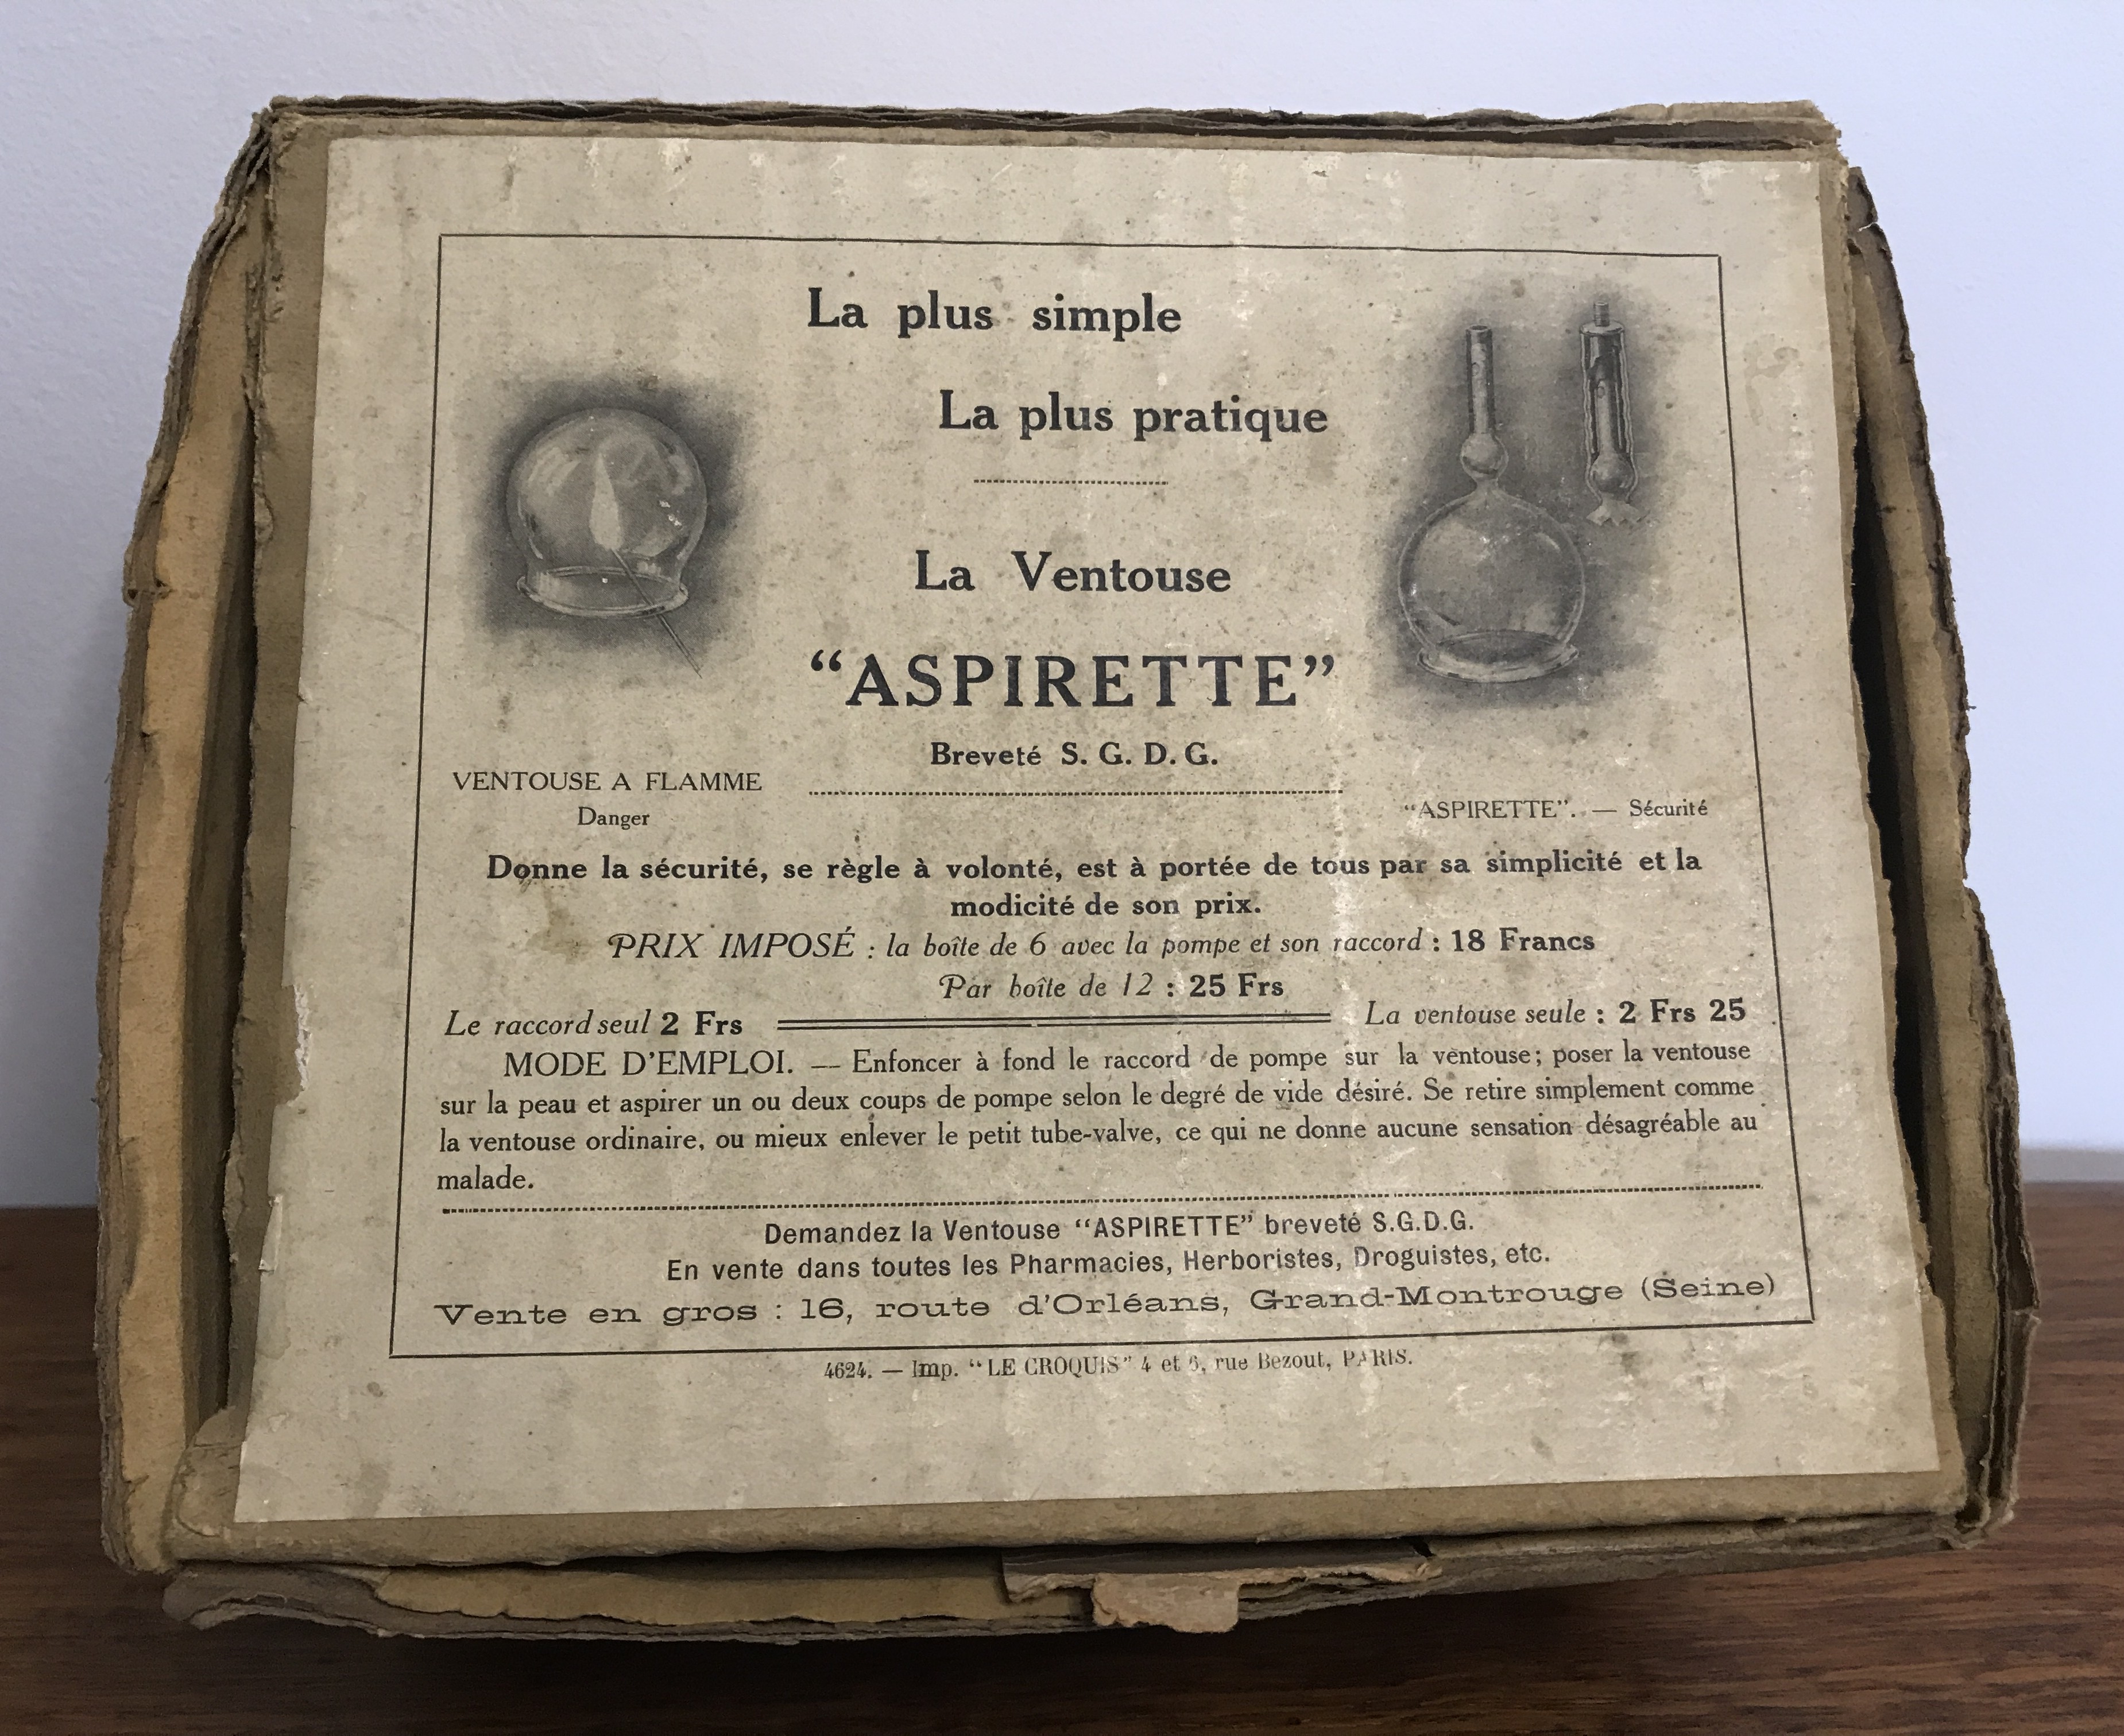 La plus simple
La plus pratique
La Ventouse
“ASPIRETTE”
Breveté S. G. D. G.
VENTOUSE A FLAMME
Danger
“ASPIRETTE”. — Sécurité
Donne la sécurité, se règle à volonté, est à portée de tous par sa simplicité et la
modicité de son prix.
PRIX IMPOSÉ : la boîte de 6 avec la pompe et son raccord : 18 Francs
Par boîte de 12 : 25 Frs
Le raccord seul 2 Frs
La ventouse seule : 2 Frs 25
MODE D’EMPLOI. — Enfoncer à fond le raccord de pompe sur la ventouse ; poser la ventouse
sur la peau et aspirer un ou deux coups de pompe selon le degré de vide désiré. Se retire simplement comme
la ventouse ordinaire, ou mieux enlever le petit tube-valve, ce qui ne donne aucune sensation désagréable au
malade.
Demandez la Ventouse “ASPIRETTE” breveté S.G.D.G.
En vente dans toutes les Pharmacies, Herboristes, Droguistes, etc.
Vente en gros : 16, route d’Orléans, Grand-Montrouge (Seine)
4624. — Imp. “LE CROQUIS” 4 et 6, rue Bezout, PARIS.